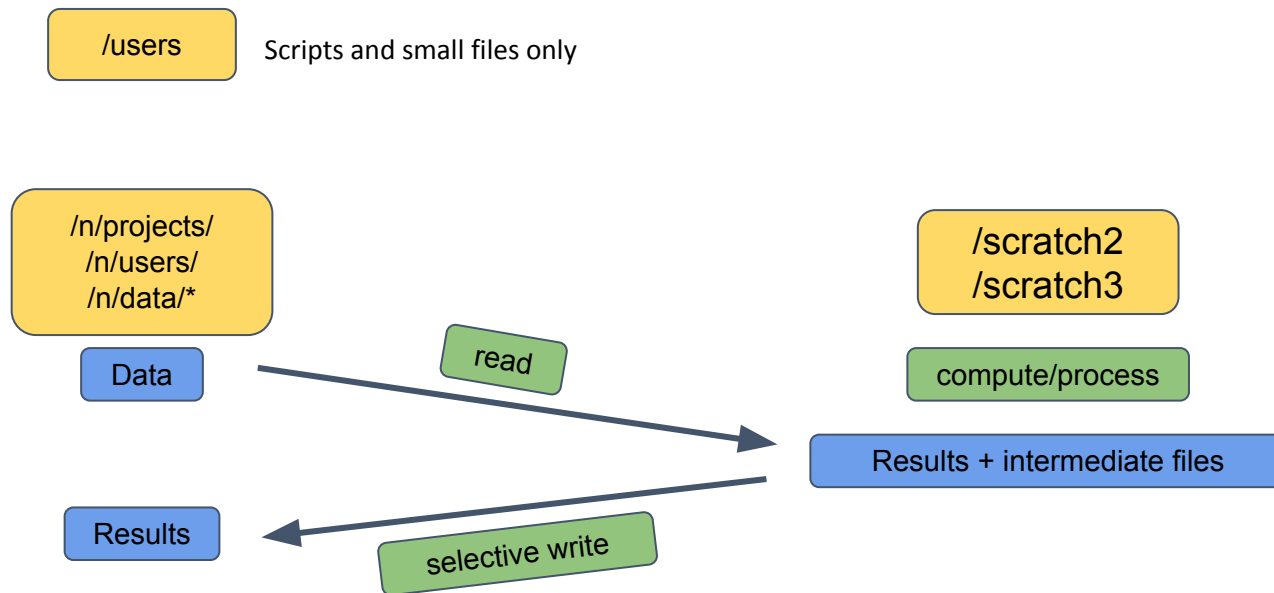 /users
Scripts and small files only
/n/projects/
/n/users/
/n/data/*
/scratch2
/scratch3
Data
read
compute/process
Results + intermediate files
Results
selective write